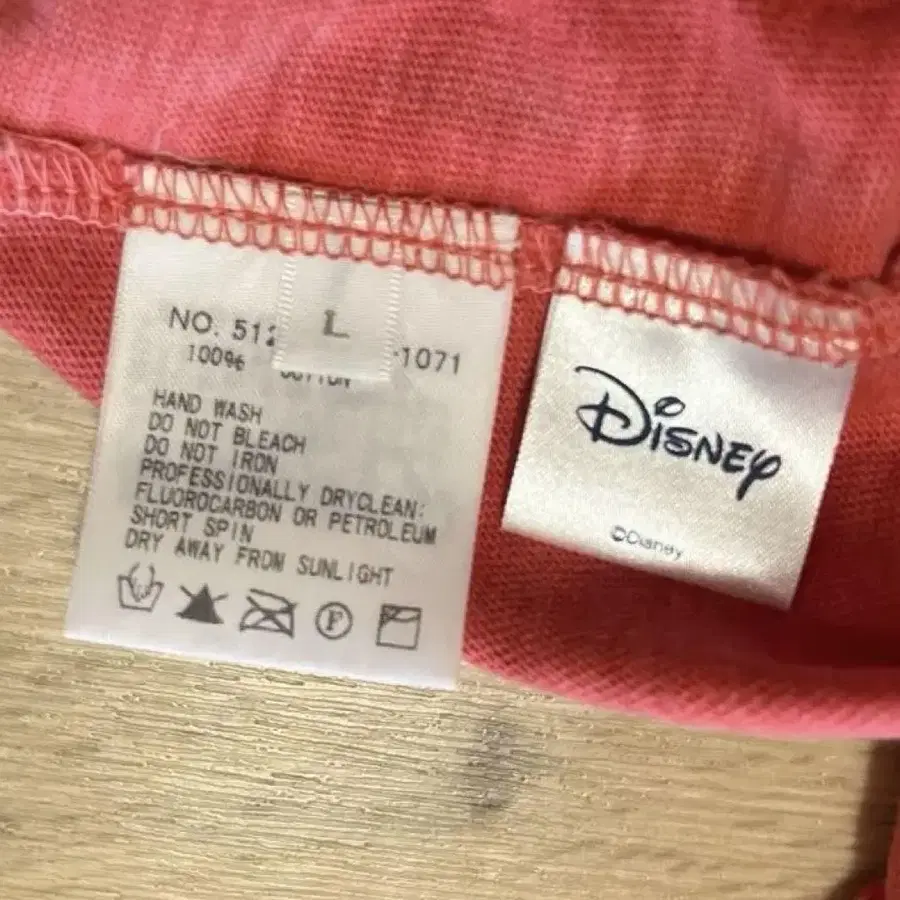 L
NO. 512 -1071
100% COTTON
HAND WASH
DO NOT BLEACH
DO NOT IRON
PROFESSIONALLY DRYCLEAN:
FLUOROCARBON OR PETROLEUM
SHORT SPIN
DRY AWAY FROM SUNLIGHT
F
Disney
©Disney